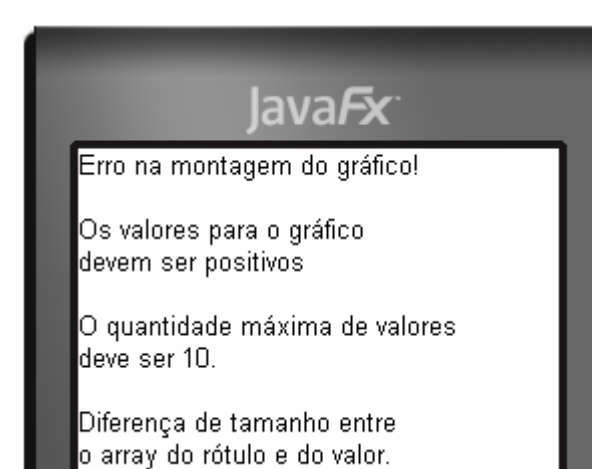 JavaFx
Erro na montagem do gráfico!
Os valores para o gráfico
devem ser positivos
O quantidade máxima de valores
deve ser 10.
Diferença de tamanho entre
o array do rótulo e do valor.